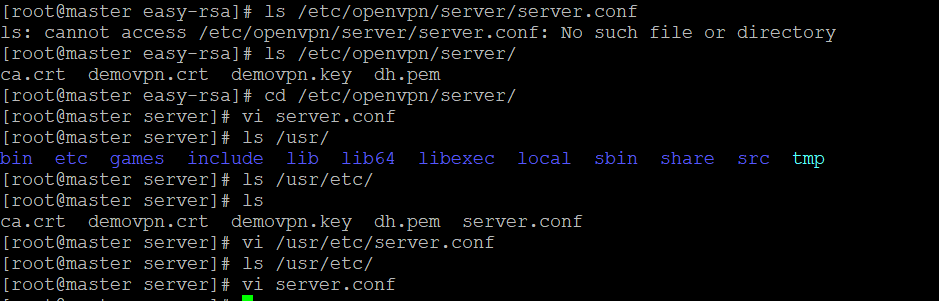 [root@master easy-rsa]# ls /etc/openvpn/server/server.conf
ls: cannot access /etc/openvpn/server/server.conf: No such file or directory
[root@master easy-rsa]# ls /etc/openvpn/server/
ca.crt  demovpn.crt  demovpn.key  dh.pem
[root@master easy-rsa]# cd /etc/openvpn/server/
[root@master server]# vi server.conf
[root@master server]# ls /usr/
bin  etc  games  include  lib  lib64  libexec  local  sbin  share  src  tmp
[root@master server]# ls /usr/etc/
[root@master server]# ls
ca.crt  demovpn.crt  demovpn.key  dh.pem  server.conf
[root@master server]# vi /usr/etc/server.conf
[root@master server]# ls /usr/etc/
[root@master server]# vi server.conf